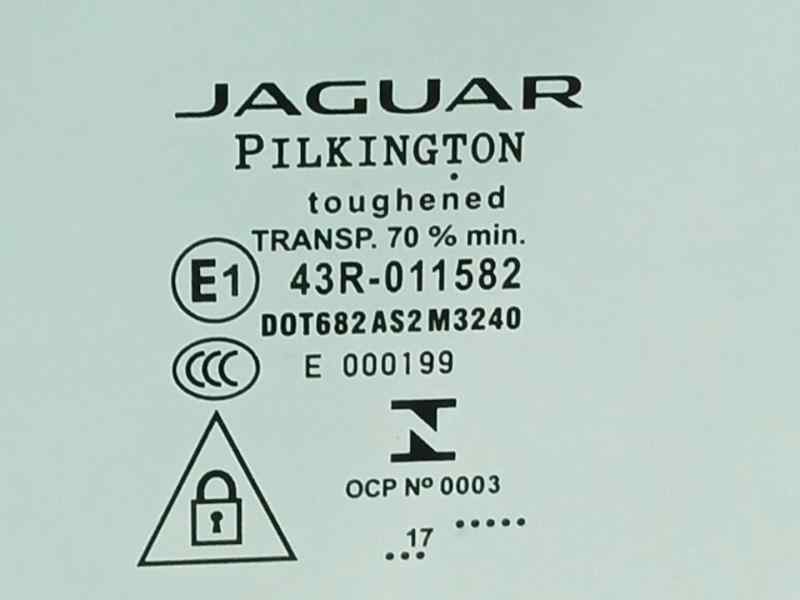 JAGUAR
PILKINGTON
toughened
TRANSP. 70 % min.
E1 43R-011582
DOT682 AS2 M3240
CCC E 000199
OCP Nº 0003
17